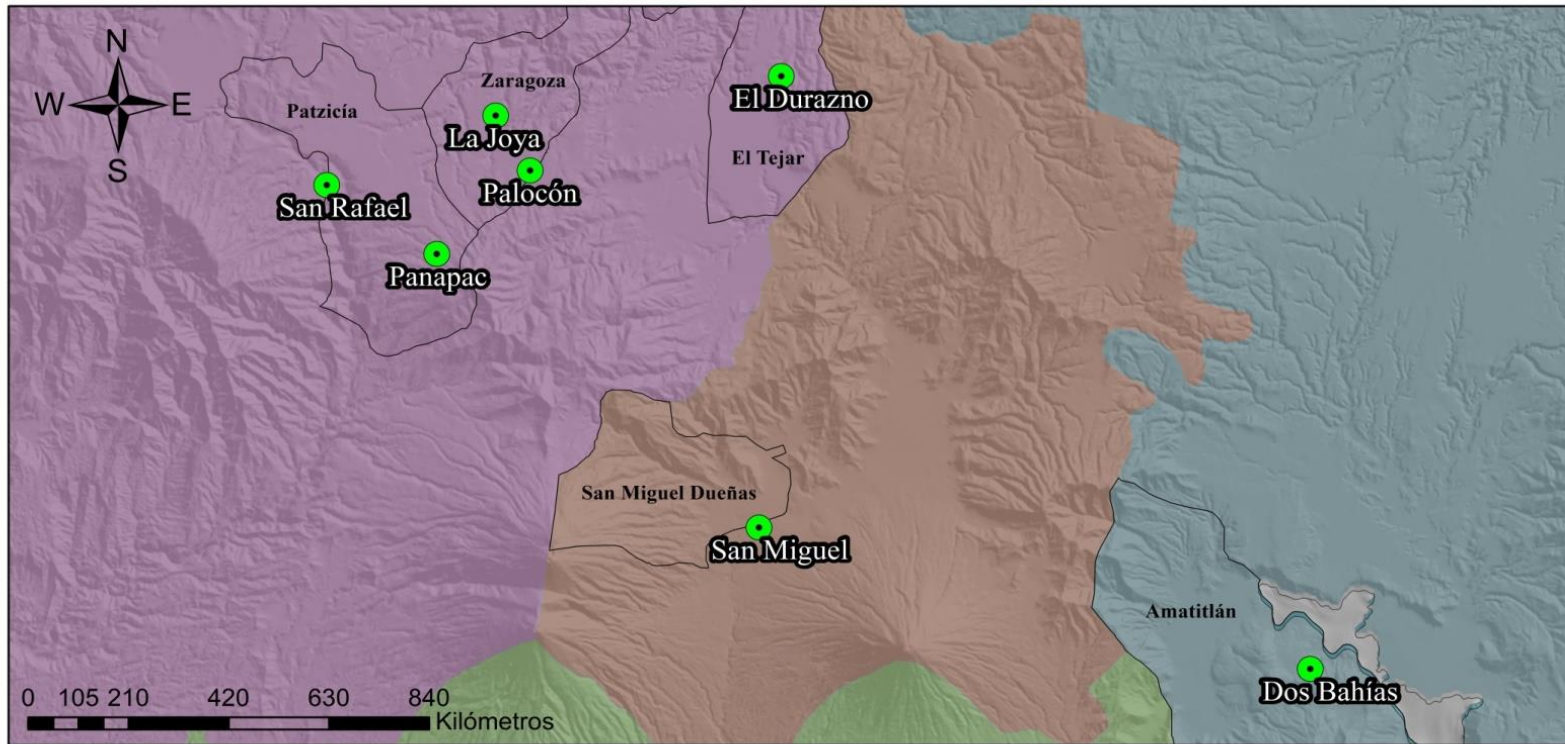 N
W E
S
Patzicía
Zaragoza
La Joya
Palocón
San Rafael
Panapac
El Durazno
El Tejar
San Miguel Dueñas
San Miguel
Amatitlán
Dos Bahías
0 105 210 420 630 840
Kilómetros